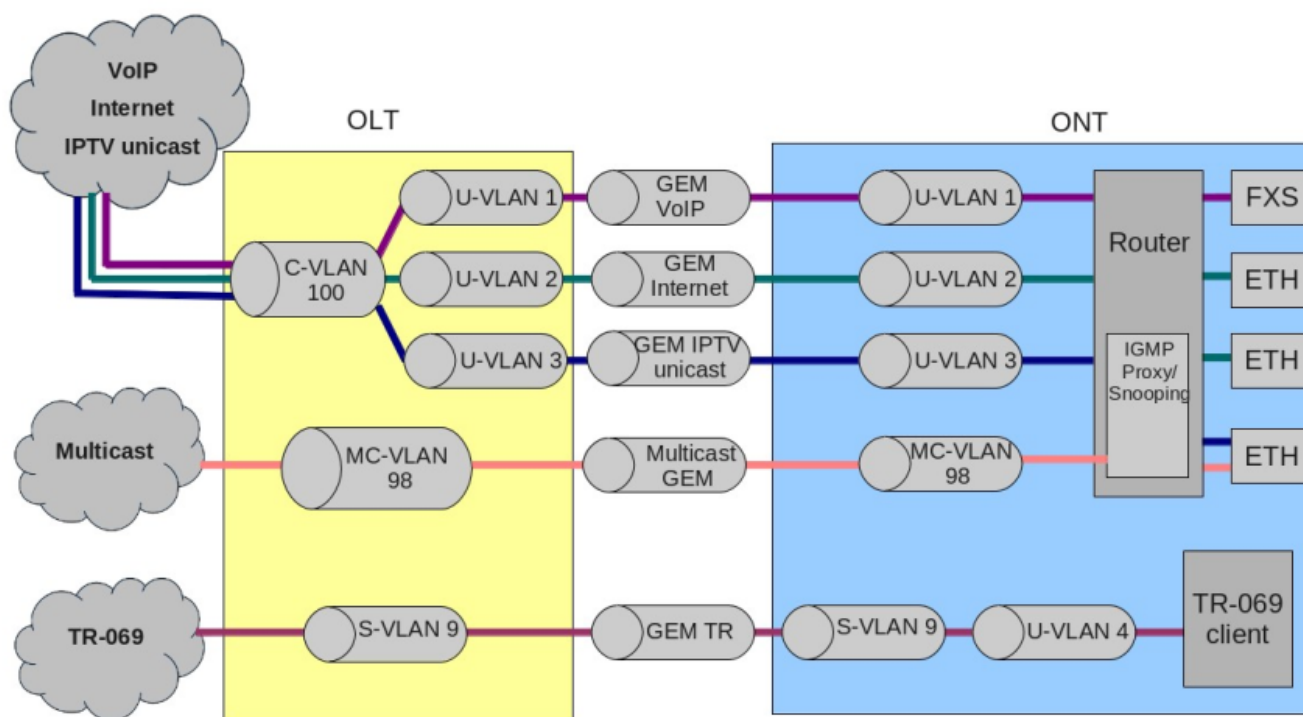 VoIP
Internet
IPTV unicast
OLT
ONT
U-VLAN 1
GEM
VoIP
U-VLAN 1
FXS
Router
C-VLAN
100
U-VLAN 2
GEM
Internet
U-VLAN 2
ETH
U-VLAN 3
GEM IPTV
unicast
U-VLAN 3
IGMP
Proxy/
Snooping
ETH
Multicast
MC-VLAN
98
Multicast
GEM
MC-VLAN
98
ETH
TR-069
S-VLAN 9
GEM TR
S-VLAN 9
U-VLAN 4
TR-069
client